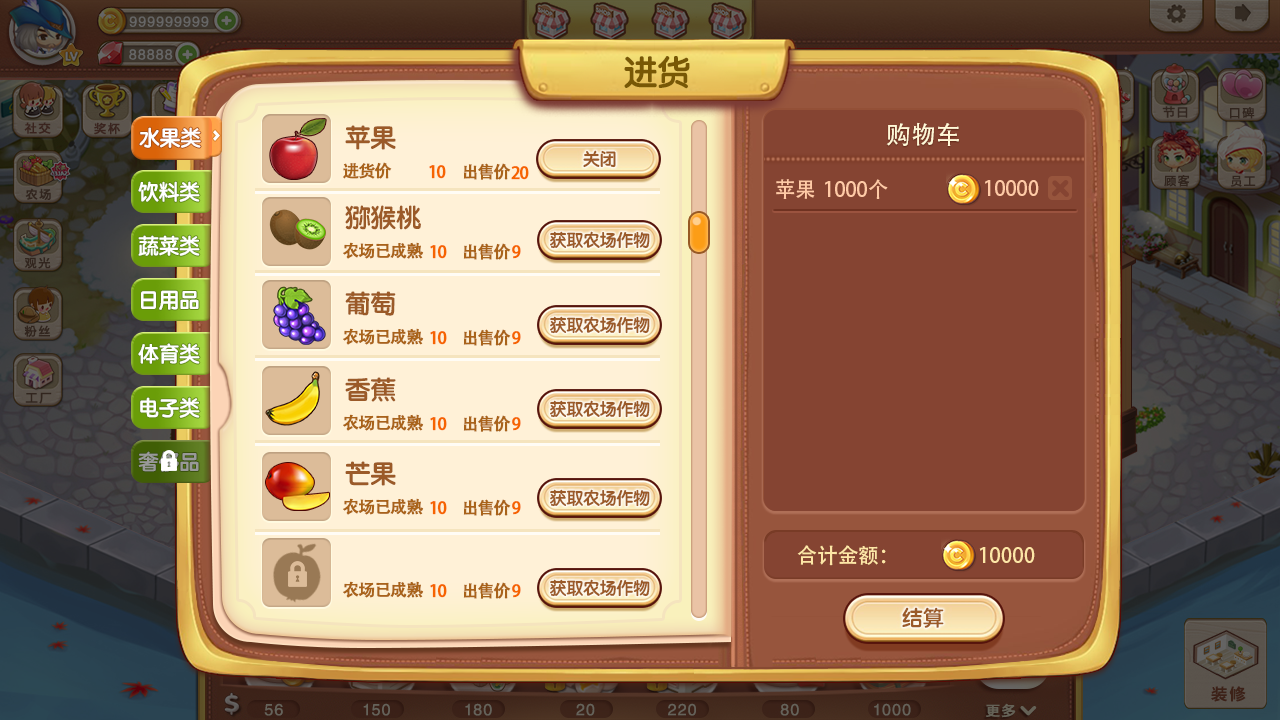 999999999
LV
88888
进货
社交
奖杯
节日
口碑
农场
顾客
员工
观光
粉丝
工厂
水果类
饮料类
蔬菜类
日用品
体育类
电子类
苹果
进货价 10 出售价20
关闭
猕猴桃
农场已成熟 10 出售价9
获取农场作物
葡萄
农场已成熟 10 出售价9
获取农场作物
香蕉
农场已成熟 10 出售价9
获取农场作物
芒果
农场已成熟 10 出售价9
获取农场作物
农场已成熟 10 出售价9
获取农场作物
购物车
苹果 1000个 10000
合计金额: 10000
结算
装修
$ 56 150 180 20 220 80 1000 更多